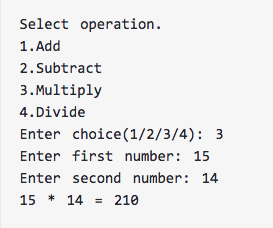 Select operation.
1.Add
2.Subtract
3.Multiply
4.Divide
Enter choice(1/2/3/4): 3
Enter first number: 15
Enter second number: 14
15 * 14 = 210